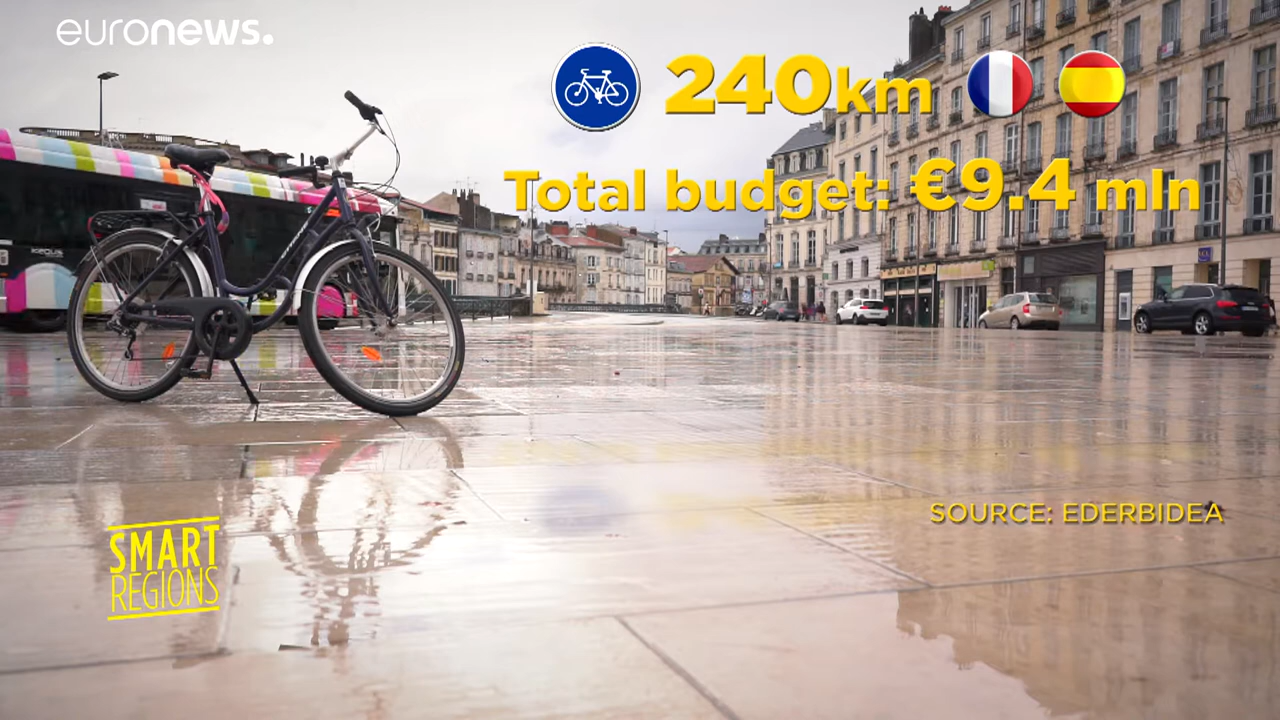 euronews.
240km
Total budget: €9.4 mln
SOURCE: EDERBIDEA
SMART
REGIONS